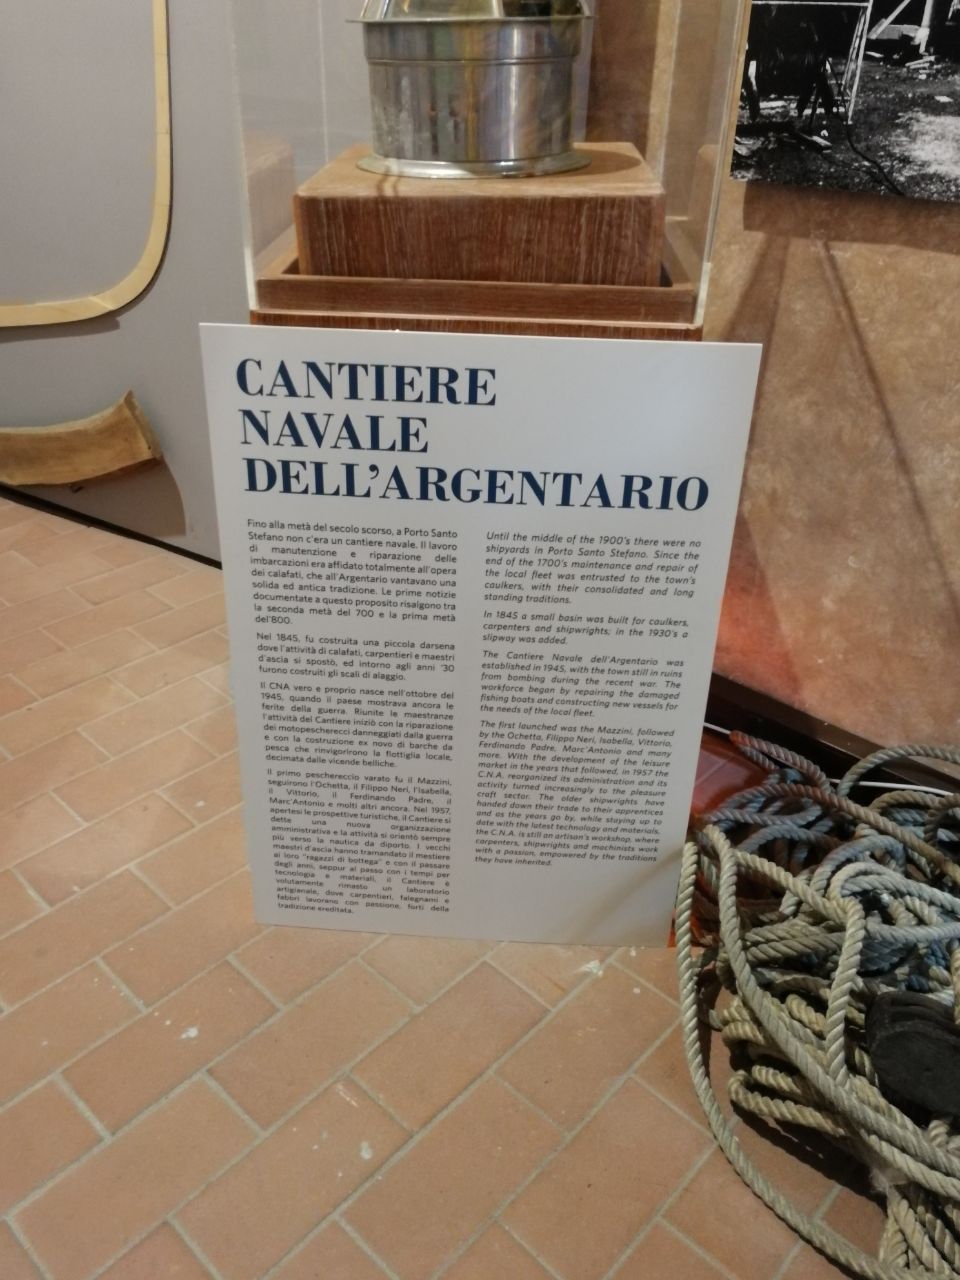 CANTIERE
NAVALE
DELL'ARGENTARIO
Fino alla metà del secolo scorso, a Porto Santo
Stefano non c'era un cantiere navale. Il lavoro
di manutenzione e riparazione delle
imbarcazioni era affidato totalmente all'opera
dei calafati, che all'Argentario vantavano una
solida ed antica tradizione. Le prime notizie
documentate a questo proposito risalgono tra
la seconda metà del 700 e la prima metà
del'800.
Nel 1845, fu costruita una piccola darsena
dove l'attività di calafati, carpentieri e maestri
d'ascia si spostò, ed intorno agli anni '30
furono costruiti gli scali di alaggio.
Il CNA vero e proprio nasce nell'ottobre del
1945, quando il paese mostrava ancora le
ferite della guerra. Riunite le maestranze
l'attività del Cantiere iniziò con la riparazione
dei motopescherecci danneggiati dalla guerra
e con la costruzione ex novo di barche da
pesca che rinvigorirono la flottiglia locale,
decimata dalle vicende belliche.
Il primo peschereccio varato fu il Mazzini,
seguirono l'Ochetta, il Filippo Neri, l'Isabella,
il Vittorio, il Ferdinando Padre, il
Marc'Antonio e molti altri ancora. Nel 1957,
apertesi le prospettive turistiche, il Cantiere si
dette una nuova organizzazione
amministrativa e la attività si orientò sempre
più verso la nautica da diporto. I vecchi
maestri d'ascia hanno tramandato il mestiere
ai loro "ragazzi di bottega" e con il passare
degli anni, seppur al passo con i tempi per
tecnologia e materiali, il Cantiere è
volutamente rimasto un laboratorio
artigianale, dove carpentieri, falegnami e
fabbri lavorano con passione, forti della
tradizione ereditata.
Until the middle of the 1900's there were no
shipyards in Porto Santo Stefano. Since the
end of the 1700's maintenance and repair of
the local fleet was entrusted to the town's
caulkers, with their consolidated and long
standing traditions.
In 1845 a small basin was built for caulkers,
carpenters and shipwrights; in the 1930's a
slipway was added.
The Cantiere Navale dell'Argentario was
established in 1945, with the town still in ruins
from bombing during the recent war. The
workforce began by repairing the damaged
fishing boats and constructing new vessels for
the needs of the local fleet.
The first launched was the Mazzini, followed
by the Ochetta, Filippo Neri, Isabella, Vittorio,
Ferdinando Padre, Marc'Antonio and many
more. With the development of the leisure
market in the years that followed, in 1957 the
C.N.A. reorganized its administration and its
activity turned increasingly to the pleasure
craft sector. The older shipwrights have
handed down their trade to their apprentices
and as the years go by, while staying up to
date with the latest technology and materials,
the C.N.A. is still an artisan's workshop, where
carpenters, shipwrights and machinists work
with a passion, empowered by the traditions
they have inherited.